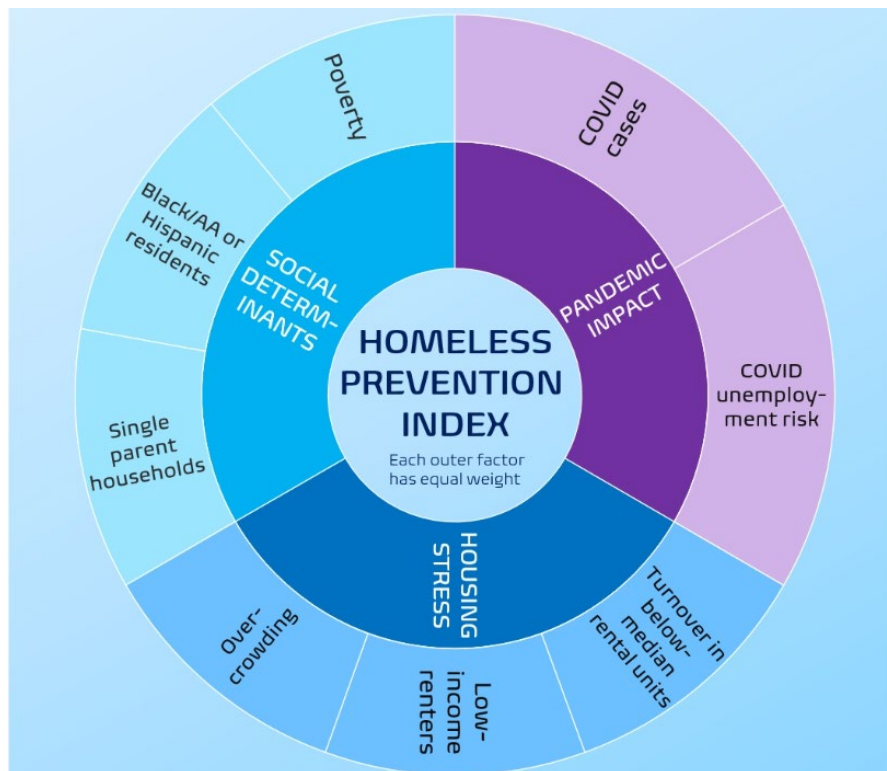 HOMELESS
PREVENTION
INDEX
Each outer factor
has equal weight
PANDEMIC
IMPACT
COVID
cases
COVID
unemploy-
ment risk
HOUSING
STRESS
Turnover in
below-
median
rental units
Low-
income
renters
Over-
crowding
SOCIAL
DETERM-
INANTS
Single
parent
households
Black/AA or
Hispanic
residents
Poverty